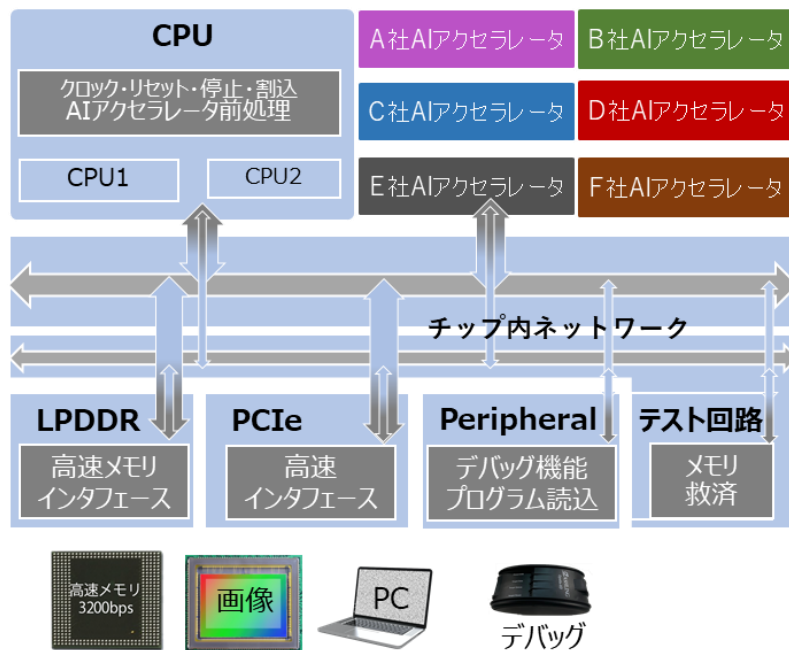 CPU
クロック・リセット・停止・割込
AIアクセラレータ前処理
CPU1
CPU2
A社AIアクセラレータ
B社AIアクセラレータ
C社AIアクセラレータ
D社AIアクセラレータ
E社AIアクセラレータ
F社AIアクセラレータ
チップ内ネットワーク
LPDDR
高速メモリ
インタフェース
PCIe
高速
インタフェース
Peripheral
デバッグ機能
プログラム読込
テスト回路
メモリ
救済
高速メモリ
3200bps
画像
PC
デバッグ